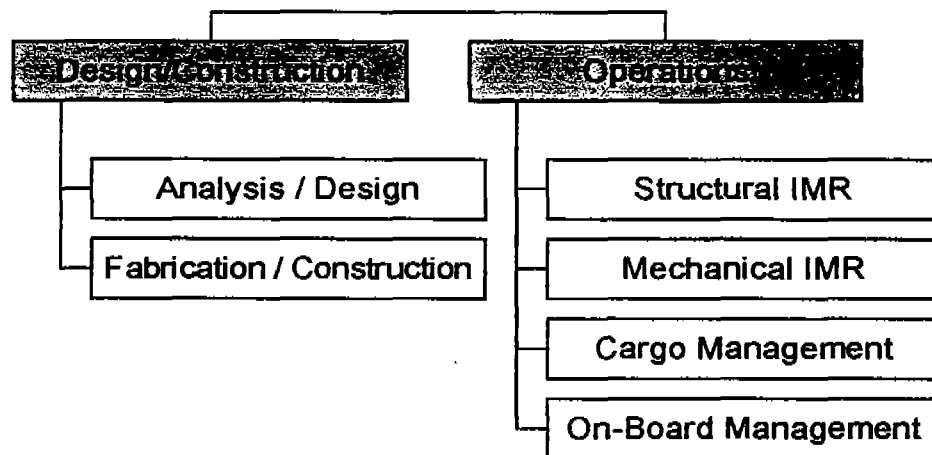 Design/Construction
Operations
Analysis / Design
Fabrication / Construction
Structural IMR
Mechanical IMR
Cargo Management
On-Board Management